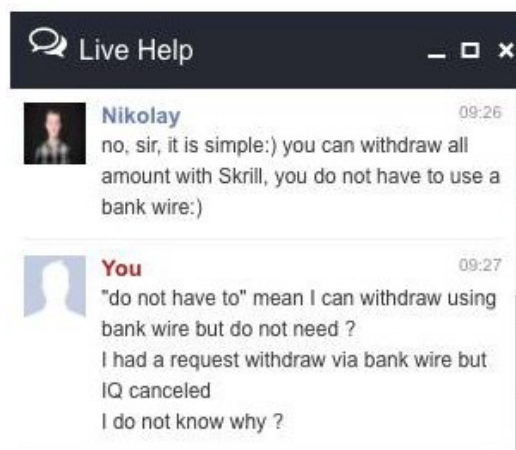 Live Help
Nikolay 09:26
no, sir, it is simple:) you can withdraw all
amount with Skrill, you do not have to use a
bank wire:)
You 09:27
"do not have to" mean I can withdraw using
bank wire but do not need ?
I had a request withdraw via bank wire but
IQ canceled
I do not know why ?